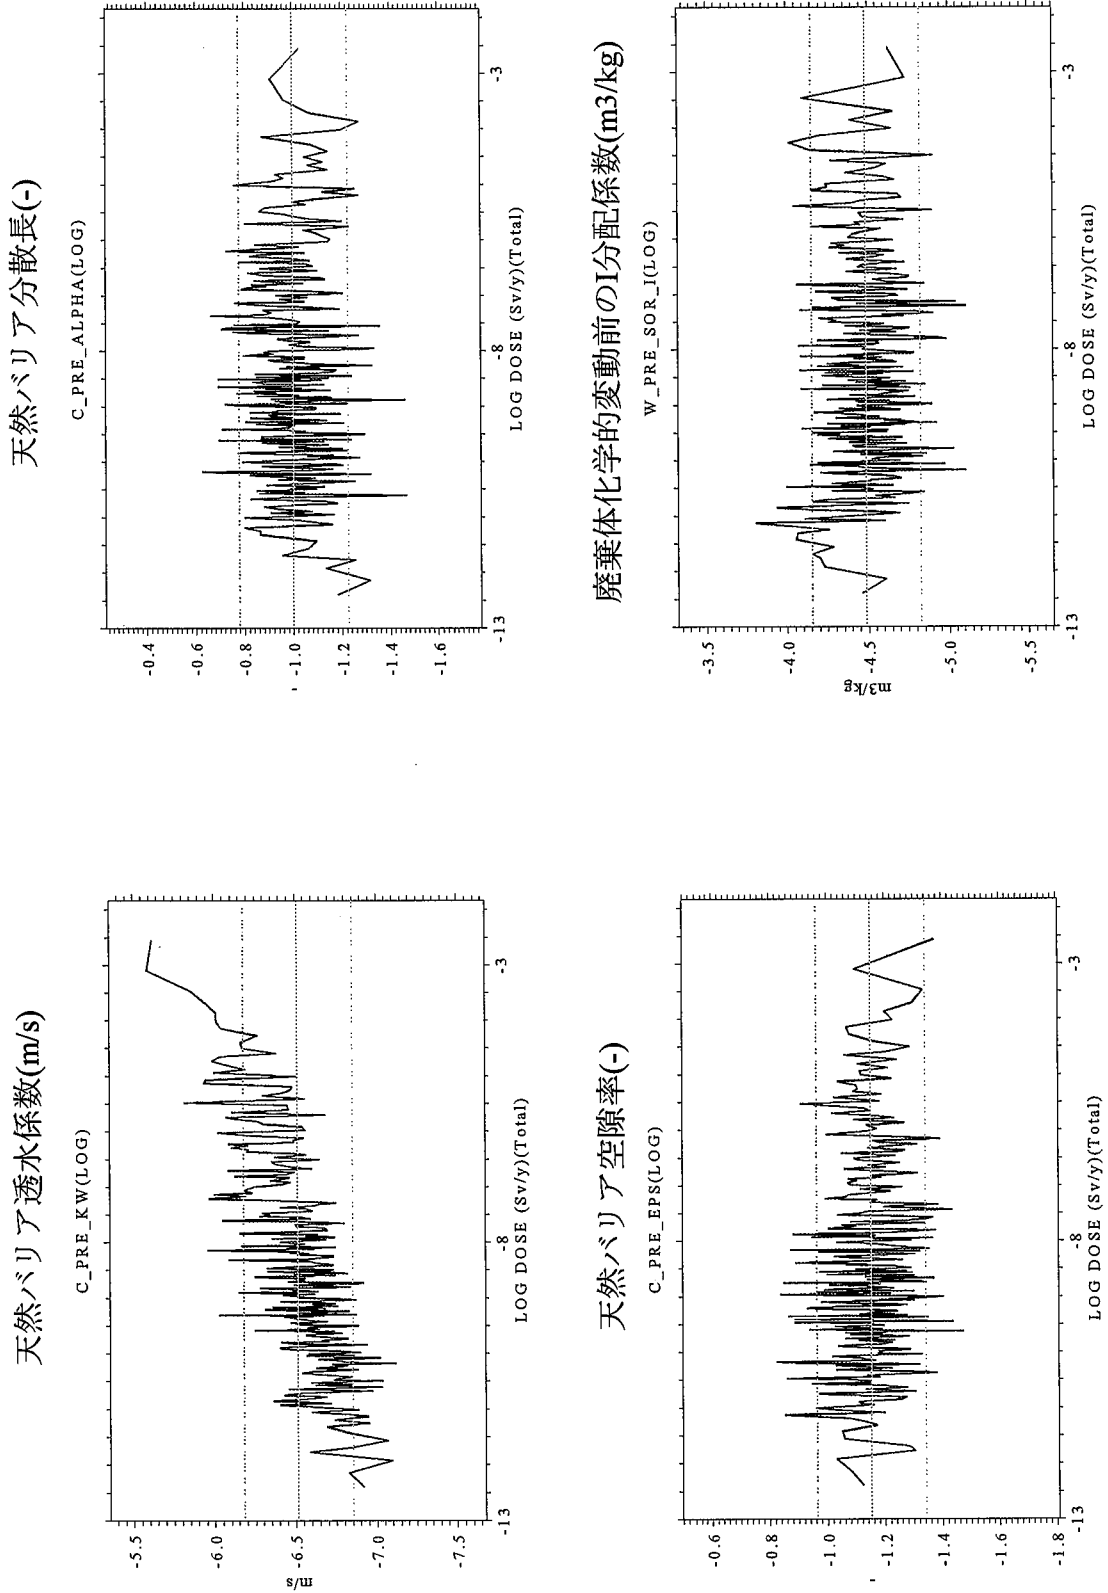 天然バリア透水係数(m/s)
C_PRE_KW(LOG)
-5.5
-6.0
-6.5
-7.0
-7.5
m/s
-13
-8
-3
LOG DOSE (Sv/y)(Total)
天然バリア分散長(-)
C_PRE_ALPHA(LOG)
-0.4
-0.6
-0.8
-1.0
-1.2
-1.4
-1.6
-
-13
-8
-3
LOG DOSE (Sv/y)(Total)
天然バリア空隙率(-)
C_PRE_EPS(LOG)
-0.6
-0.8
-1.0
-1.2
-1.4
-1.6
-1.8
-
-13
-8
-3
LOG DOSE (Sv/y)(Total)
廃棄体化学的変動前のI分配係数(m3/kg)
W_PRE_SOR_I(LOG)
-3.5
-4.0
-4.5
-5.0
-5.5
m3/kg
-13
-8
-3
LOG DOSE (Sv/y)(Total)